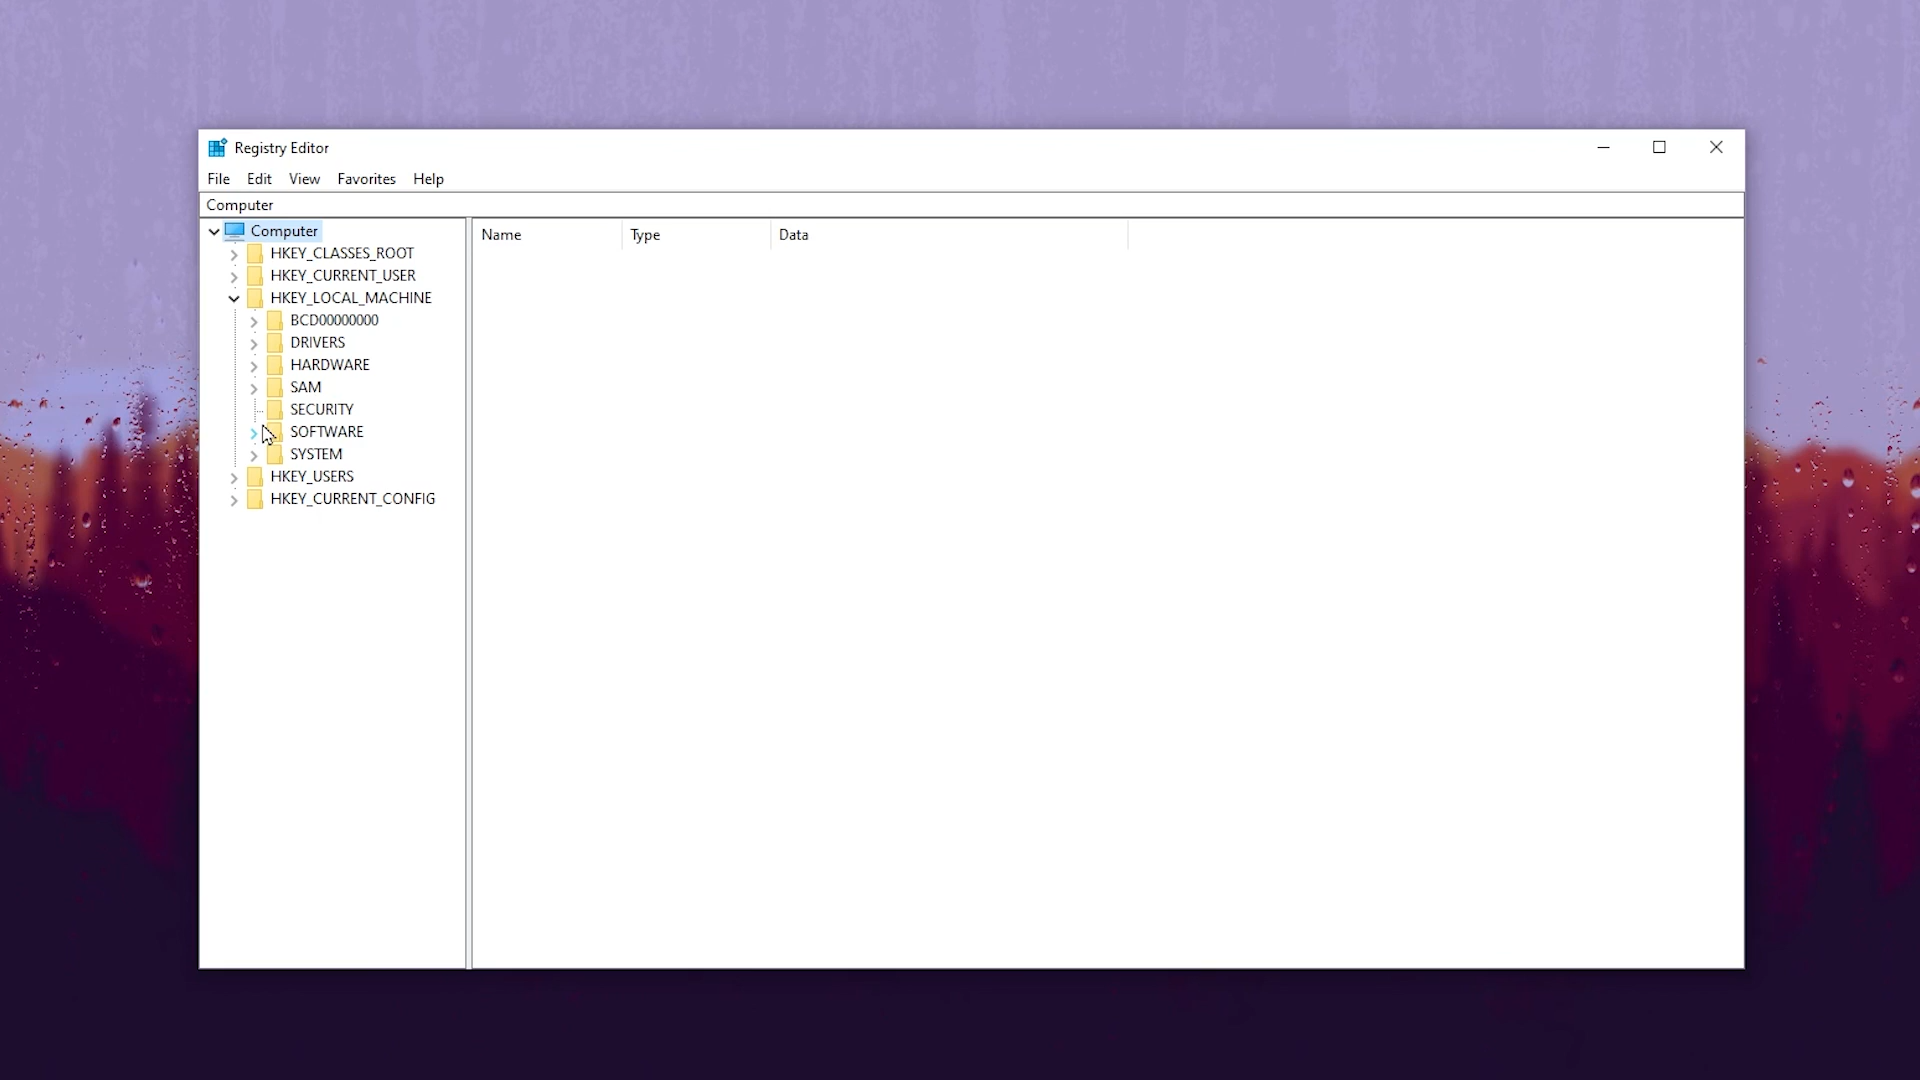 Registry Editor
File Edit View Favorites Help
Computer
Computer
HKEY_CLASSES_ROOT
HKEY_CURRENT_USER
HKEY_LOCAL_MACHINE
BCD00000000
DRIVERS
HARDWARE
SAM
SECURITY
SOFTWARE
SYSTEM
HKEY_USERS
HKEY_CURRENT_CONFIG
Name Type Data